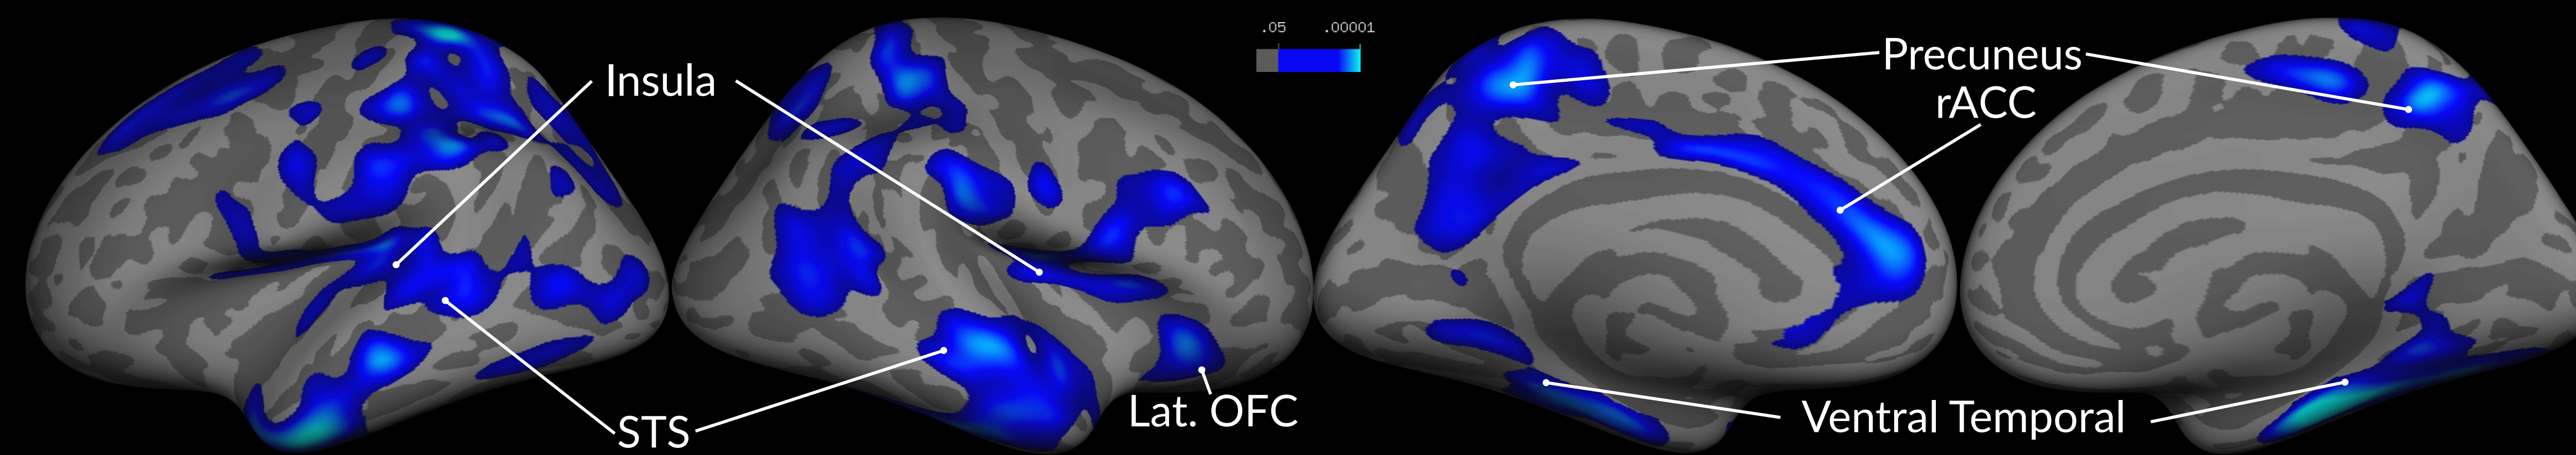 .05 .00001
Insula
Precuneus
rACC
STS
Lat. OFC
Ventral Temporal